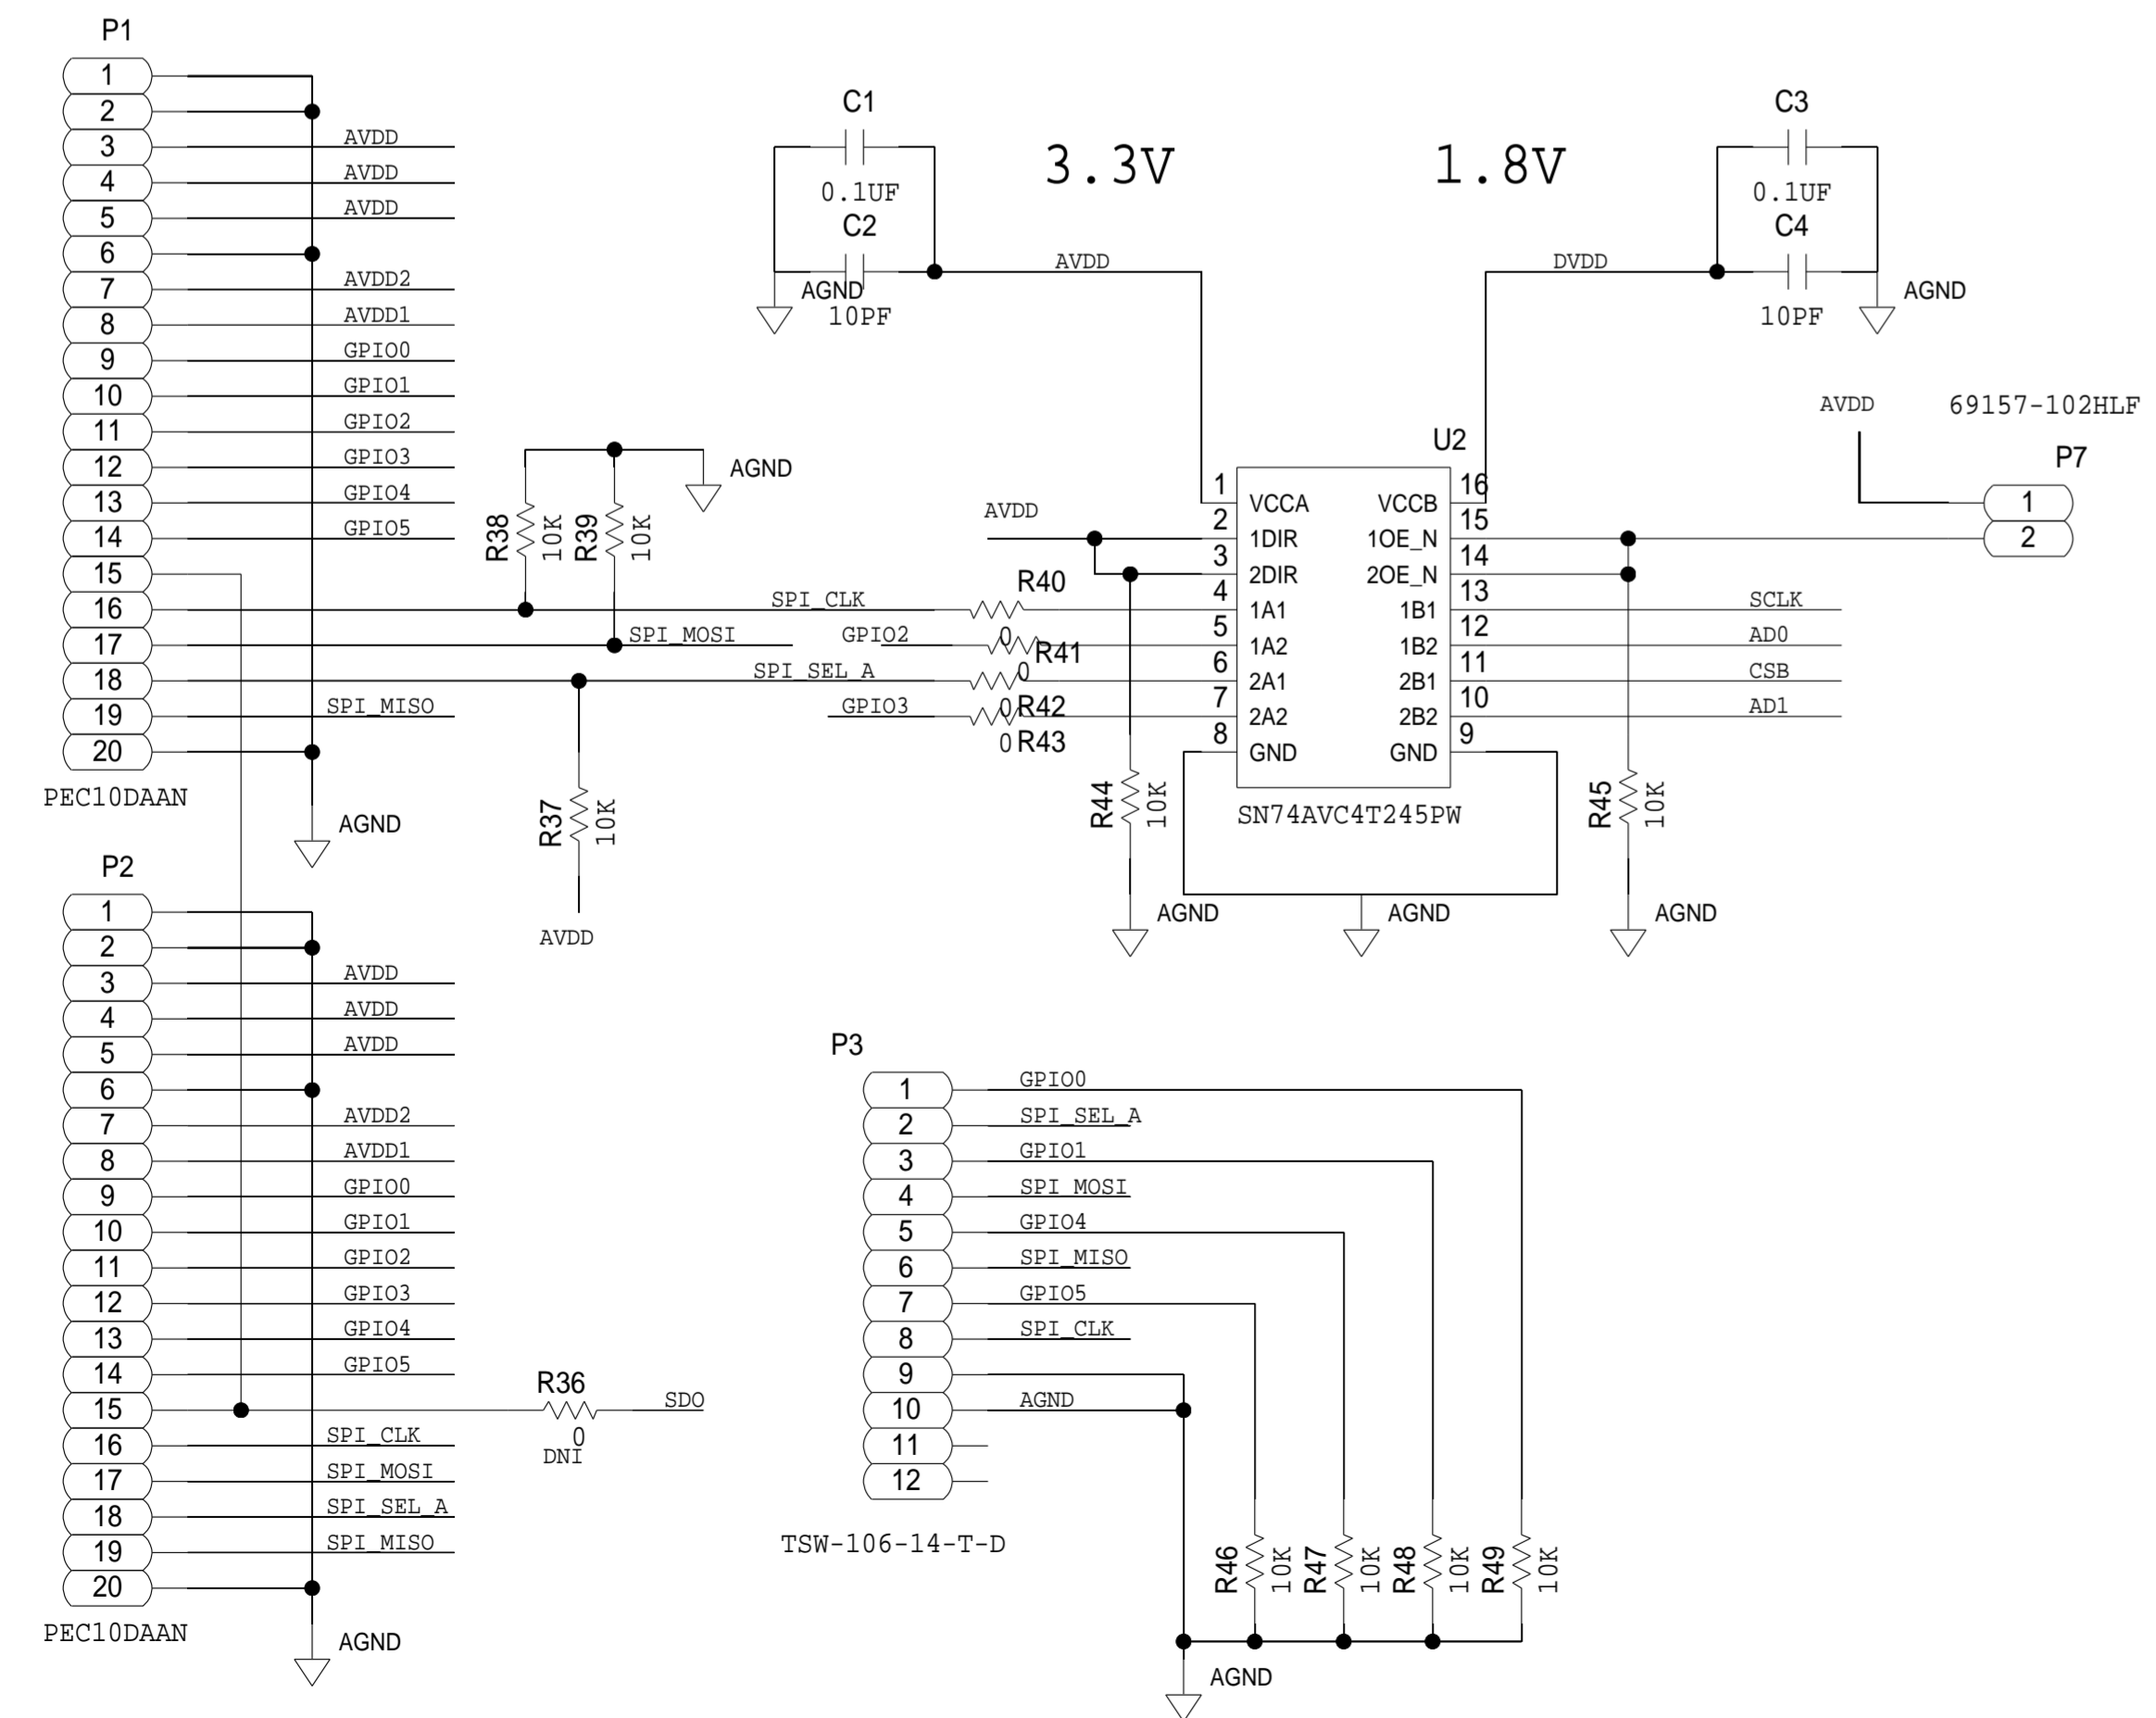 P1
1
2
3 AVDD
4 AVDD
5 AVDD
6
7 AVDD2
8 AVDD1
9 GPIO0
10 GPIO1
11 GPIO2
12 GPIO3
13 GPIO4
14 GPIO5
15
16
17
18
19 SPI_MISO
20
PEC10DAAN
AGND
R38
10K
R39
10K
AGND
SPI_CLK
SPI_MOSI
SPI_SEL_A
R37
10K
AVDD
C1
0.1UF
C2
10PF
AGND
3.3V
1.8V
AVDD
DVDD
C3
0.1UF
C4
10PF
AGND
U2
AVDD
GPIO2
GPIO3
R40
0
R41
0
R42
0
R43
0
1 VCCA VCCB 16
2 1DIR 1OE_N 15
3 2DIR 2OE_N 14
4 1A1 1B1 13
5 1A2 1B2 12
6 2A1 2B1 11
7 2A2 2B2 10
8 GND GND 9
SN74AVC4T245PW
SCLK
AD0
CSB
AD1
R44
10K
AGND
AGND
R45
10K
AGND
AVDD
69157-102HLF
P7
1
2
P2
1
2
3 AVDD
4 AVDD
5 AVDD
6
7 AVDD2
8 AVDD1
9 GPIO0
10 GPIO1
11 GPIO2
12 GPIO3
13 GPIO4
14 GPIO5
15
16 SPI_CLK
17 SPI_MOSI
18 SPI_SEL_A
19 SPI_MISO
20
PEC10DAAN
AGND
R36
0
DNI
SDO
P3
1 GPIO0
2 SPI_SEL_A
3 GPIO1
4 SPI_MOSI
5 GPIO4
6 SPI_MISO
7 GPIO5
8 SPI_CLK
9
10 AGND
11
12
TSW-106-14-T-D
R46
10K
R47
10K
R48
10K
R49
10K
AGND